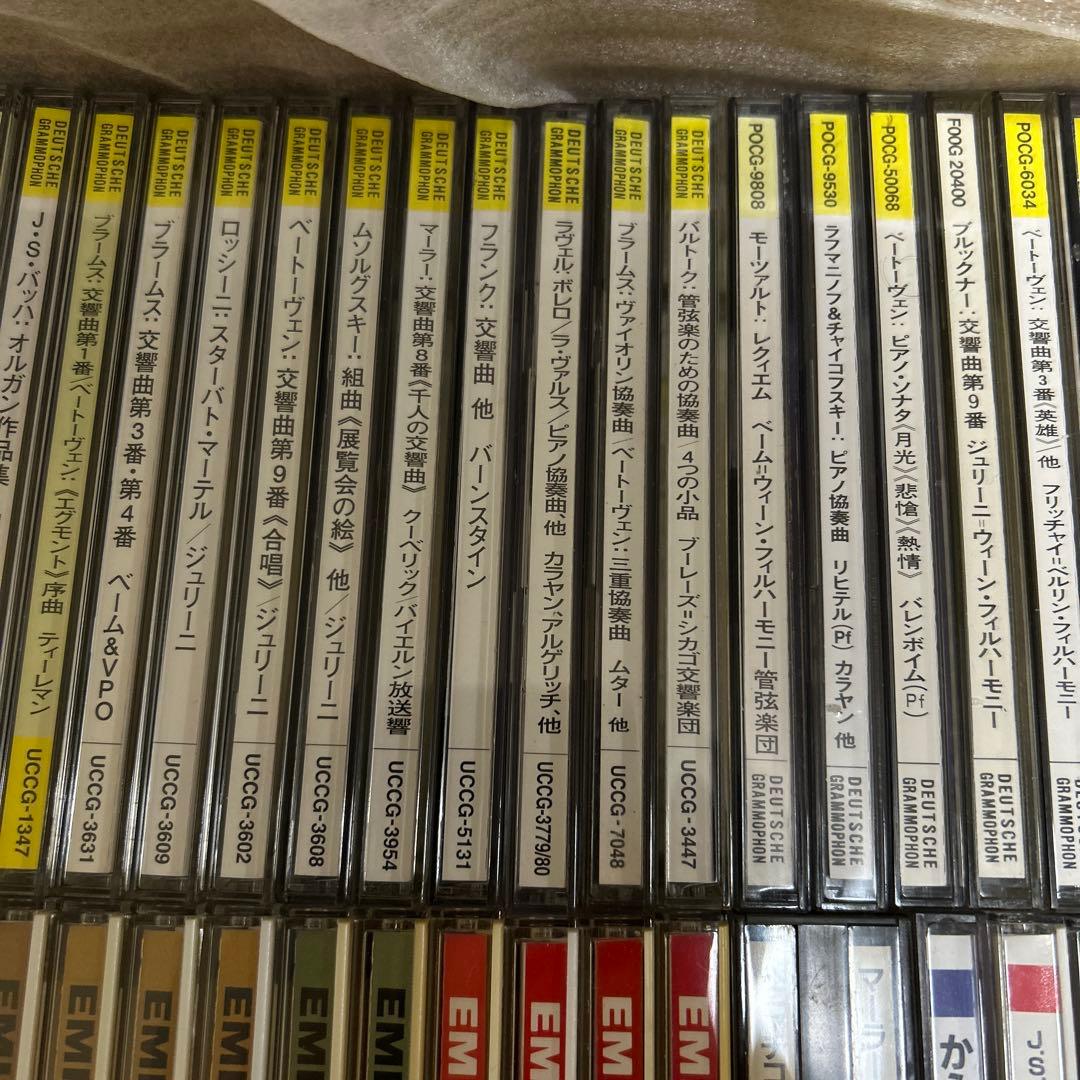 DEUTSCHE GRAMMOPHON J・S・バッハ：オルガン作品集
DEUTSCHE GRAMMOPHON ブラームス：交響曲第1番/ベートーヴェン：《エグモント》序曲 ティーレマン UCCG-1347
DEUTSCHE GRAMMOPHON ブラームス：交響曲第3番・第4番 ベーム&VPO UCCG-3631
DEUTSCHE GRAMMOPHON ロッシーニ：スターバト・マーテル/ジュリーニ UCCG-3609
DEUTSCHE GRAMMOPHON ベートーヴェン：交響曲第9番《合唱》/ジュリーニ UCCG-3602
DEUTSCHE GRAMMOPHON ムソルグスキー：組曲《展覧会の絵》 他/ジュリーニ UCCG-3608
DEUTSCHE GRAMMOPHON マーラー：交響曲第8番《千人の交響曲》 クーベリック/バイエルン放送響 UCCG-3954
DEUTSCHE GRAMMOPHON フランク：交響曲 他 バーンスタイン UCCG-5131
DEUTSCHE GRAMMOPHON ラヴェル：ボレロ/ラ・ヴァルス/ピアノ協奏曲、他 カラヤン、アルゲリッチ、他 UCCG-3779/80
DEUTSCHE GRAMMOPHON ブラームス：ヴァイオリン協奏曲/ベートーヴェン：三重協奏曲 ムター 他 UCCG-7048
DEUTSCHE GRAMMOPHON バルトーク：管弦楽のための協奏曲 4つの小品 ブーレーズ=シカゴ交響楽団 UCCG-3447
POCG-9808 モーツァルト：レクィエム ベーム=ウィーン・フィルハーモニー管弦楽団 DEUTSCHE GRAMMOPHON
POCG-9530 ラフマニノフ&チャイコフスキー：ピアノ協奏曲 リヒテル(Pf) カラヤン 他 DEUTSCHE GRAMMOPHON
POCG-50068 ベートーヴェン：ピアノ・ソナタ《月光》《悲愴》《熱情》 バレンボイム(Pf) DEUTSCHE GRAMMOPHON
F00G 20400 ブルックナー：交響曲第9番 ジュリーニ=ウィーン・フィルハーモニー DEUTSCHE GRAMMOPHON
POCG-6034 ベートーヴェン：交響曲第3番《英雄》/他 フリッチャイ=ベルリン・フィルハーモニー
EMI
EMI
EMI
EMI
EMI
EMI
EMI
EMI
EMI
EMI
マーラ
か
J.S